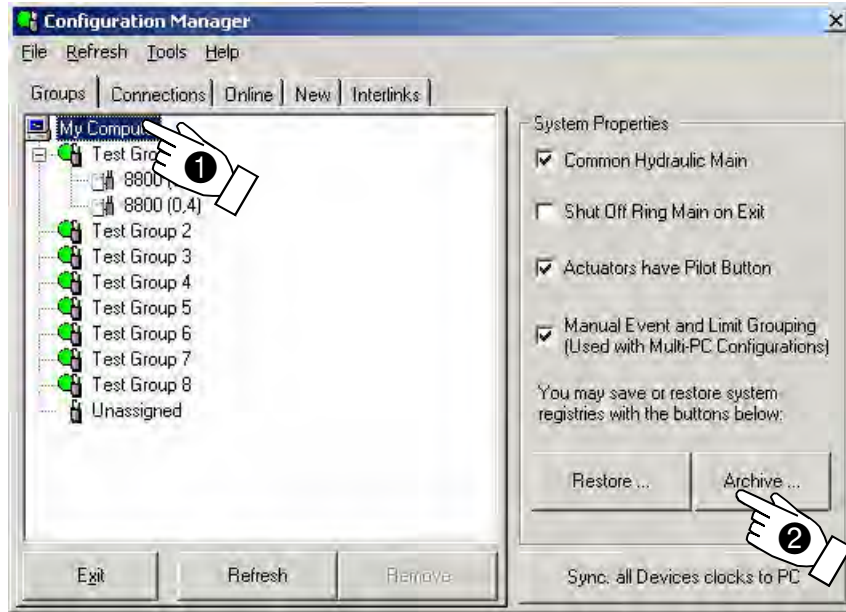 Configuration Manager
File Refresh Tools Help
Groups Connections Online New Interlinks
My
1
8800
8800 (0,4)
Test Group 2
Test Group 3
Test Group 4
Test Group 5
Test Group 6
Test Group 7
Test Group 8
Unassigned
Exit Refresh Remove
System Properties
Common Hydraulic Main
Shut Off Ring Main on Exit
Actuators have Pilot Button
Manual Event and Limit Grouping
(Used with Multi-PC Configurations)
You may save or restore system
registries with the buttons below:
Restore ... Archive ...
2
Sync. all Devices clocks to PC